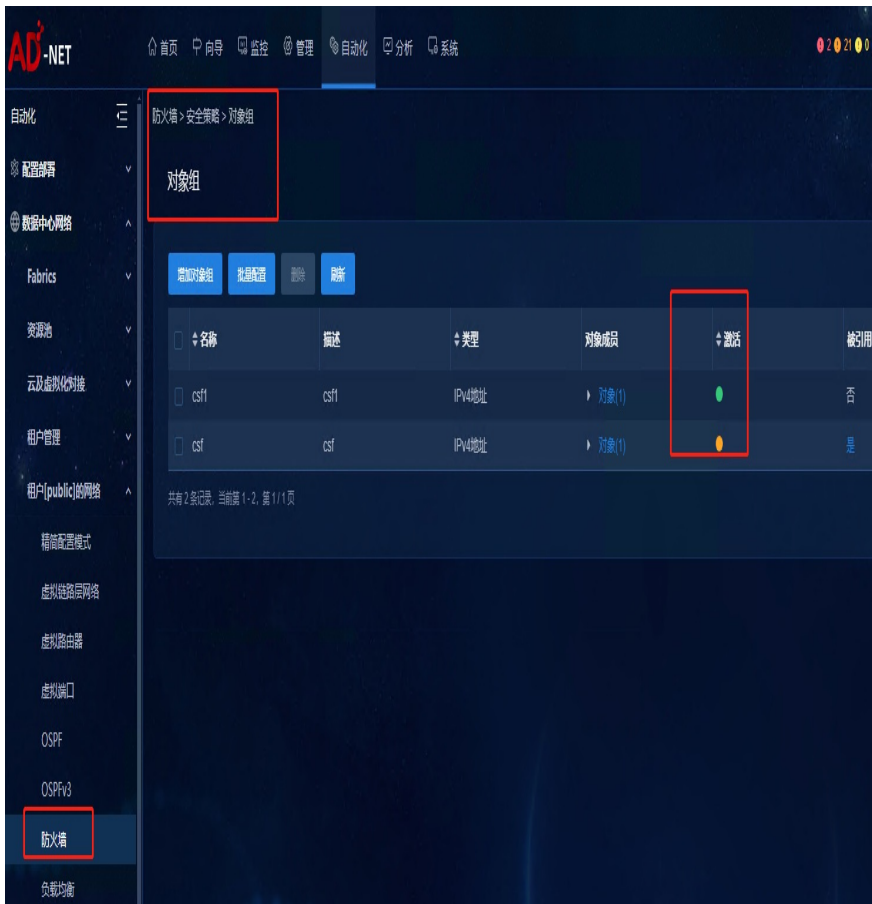 AD-NET 首页 向导 监控 管理 自动化 分析 系统 2 21 0
自动化
配置部署
数据中心网络
Fabrics
资源池
云及虚拟化对接
租户管理
租户[public]的网络
精简配置模式
虚拟链路层网络
虚拟路由器
虚拟端口
OSPF
OSPFv3
防火墙
负载均衡
防火墙 > 安全策略 > 对象组
对象组
增加对象组 批量配置 删除 刷新
名称 描述 类型 对象成员 激活 被引用
csf1 csf1 IPv4地址 对象(1) 否
csf csf IPv4地址 对象(1) 是
共有2条记录, 当前第1-2, 第1/1页